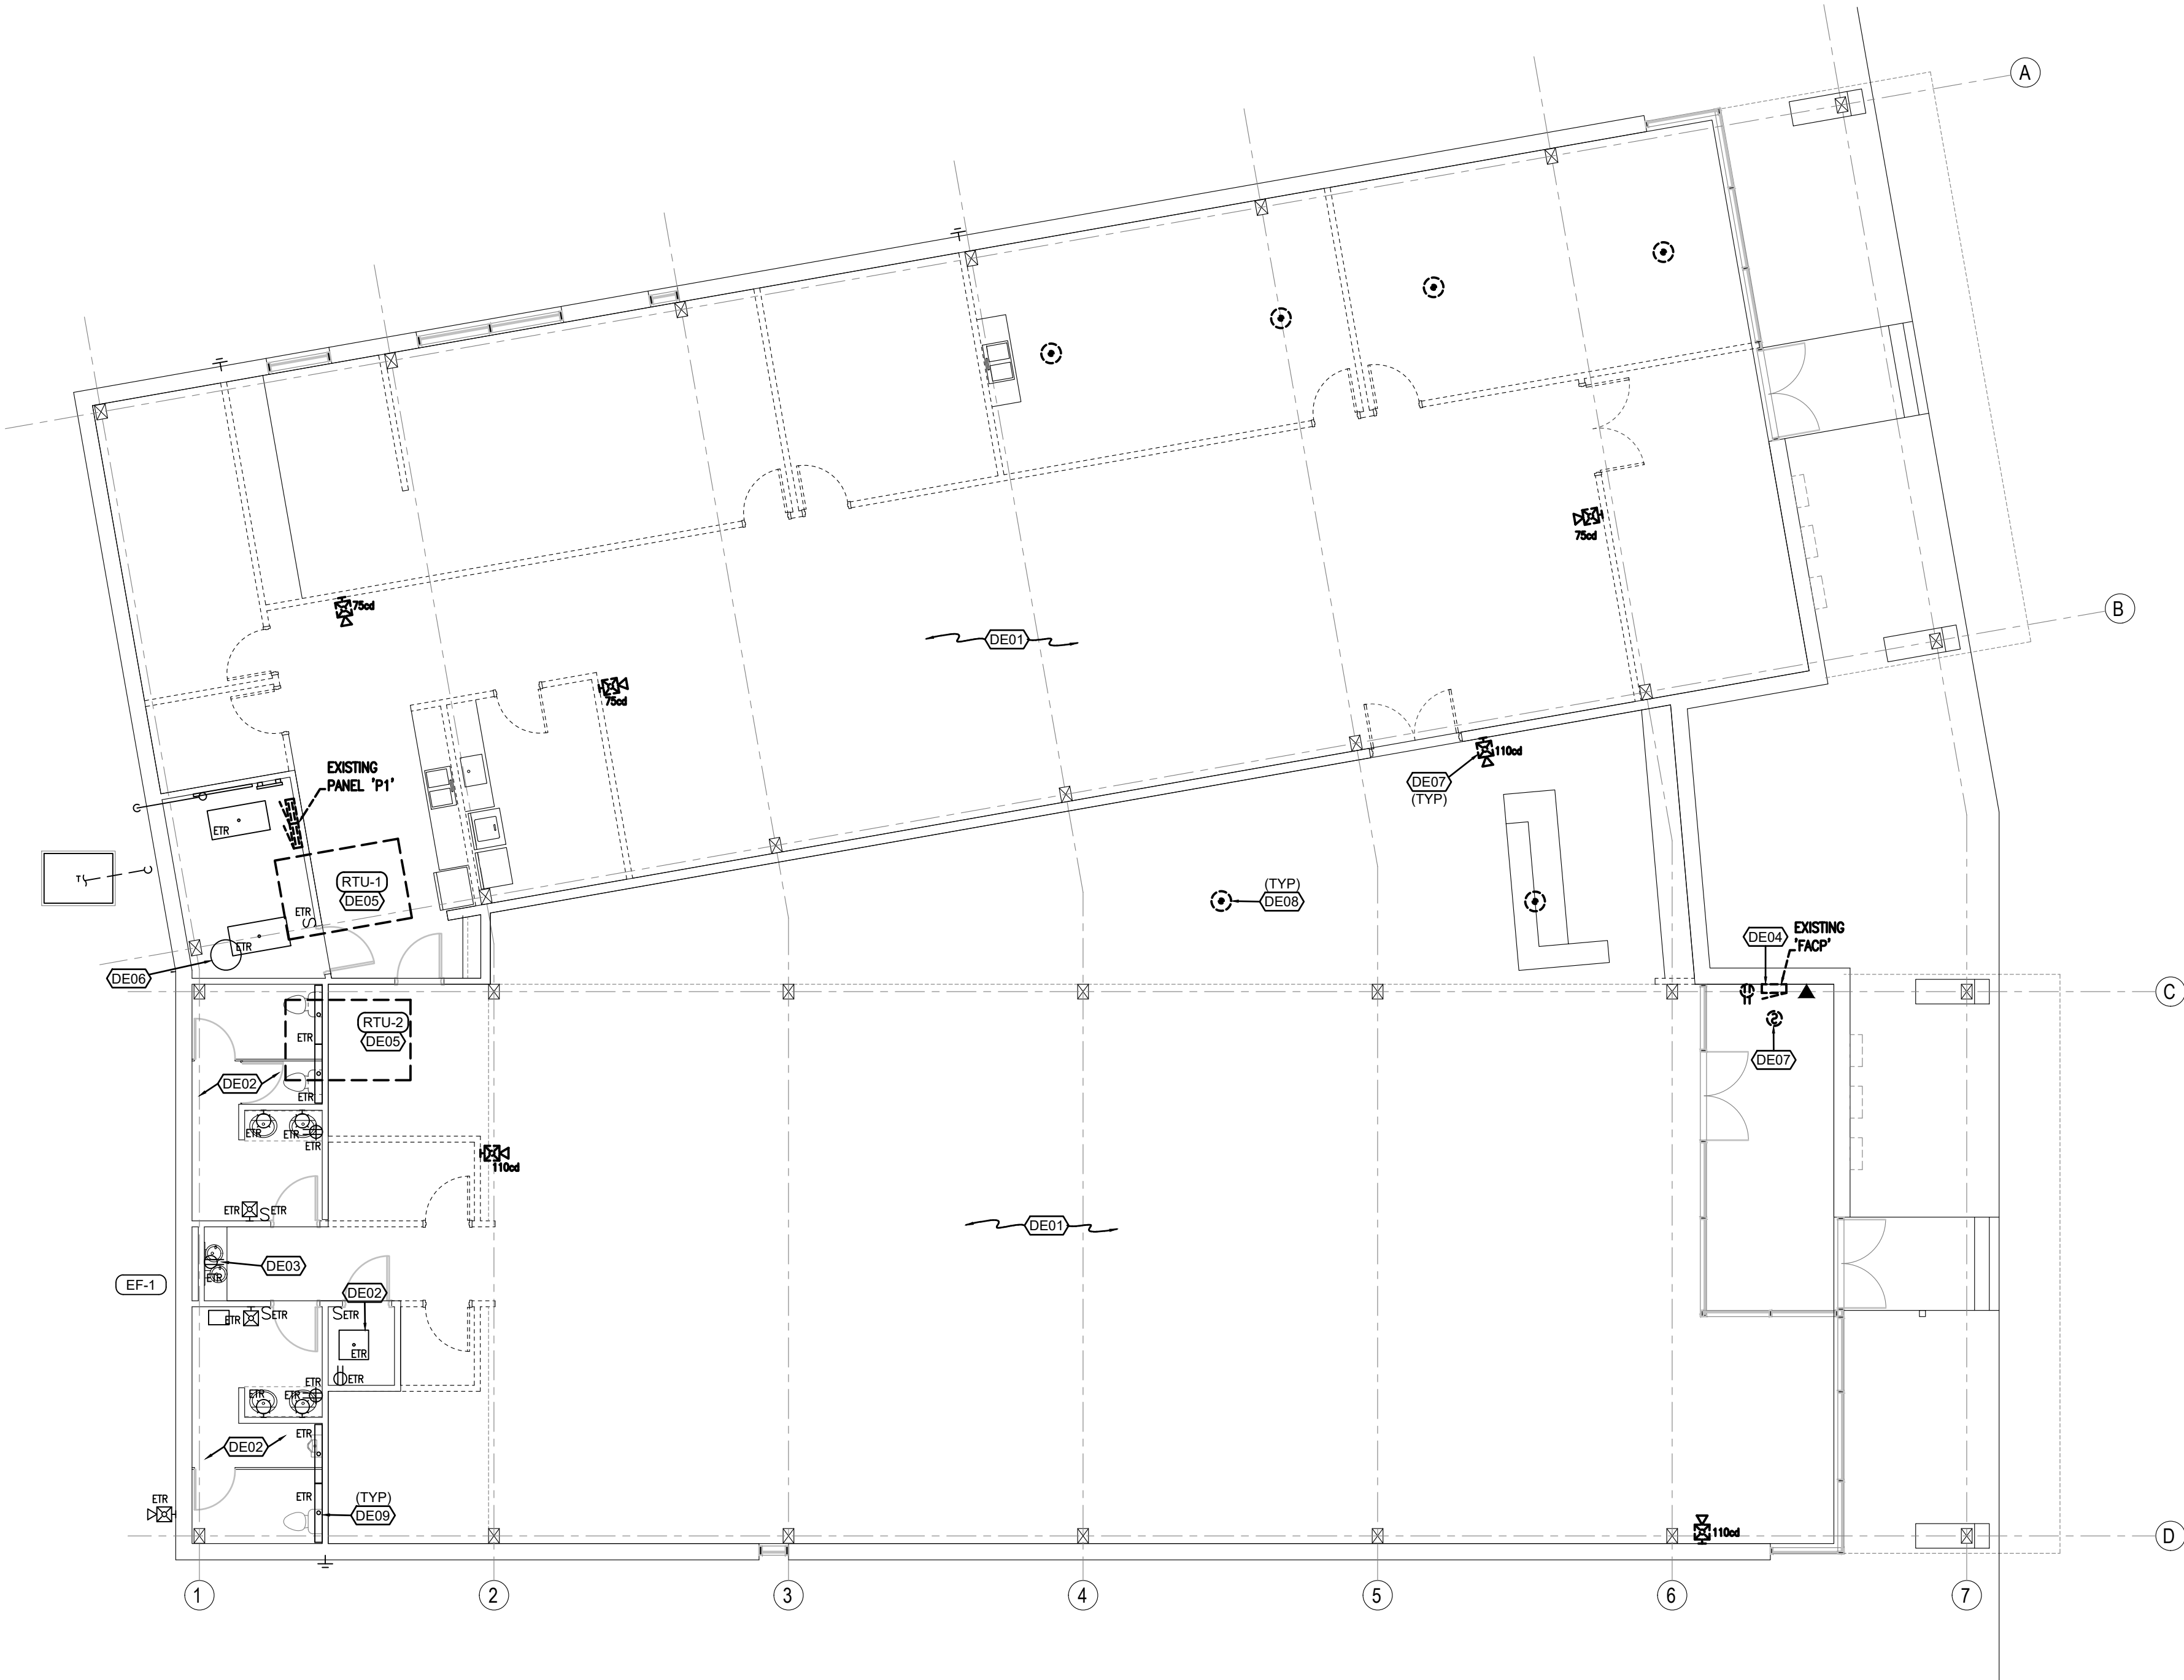 A
75cd
75cd
B
DE01
75cd
110cd
DE07
(TYP)
EXISTING
PANEL 'P1'
ETR
T
RTU-1
DE05
(TYP)
DE08
ETR
S
ETR
DE06
EXISTING
'FACP'
DE04
C
RTU-2
DE05
S
ETR
DE07
DE02
ETR
ETR
ETR
ETR
110cd
ETR
S
ETR
DE01
DE03
ETR
EF-1
DE02
ETR
S
ETR
S
ETR
ETR
ETR
ETR
ETR
ETR
DE02
ETR
ETR
ETR
(TYP)
DE09
110cd
D
1
2
3
4
5
6
7